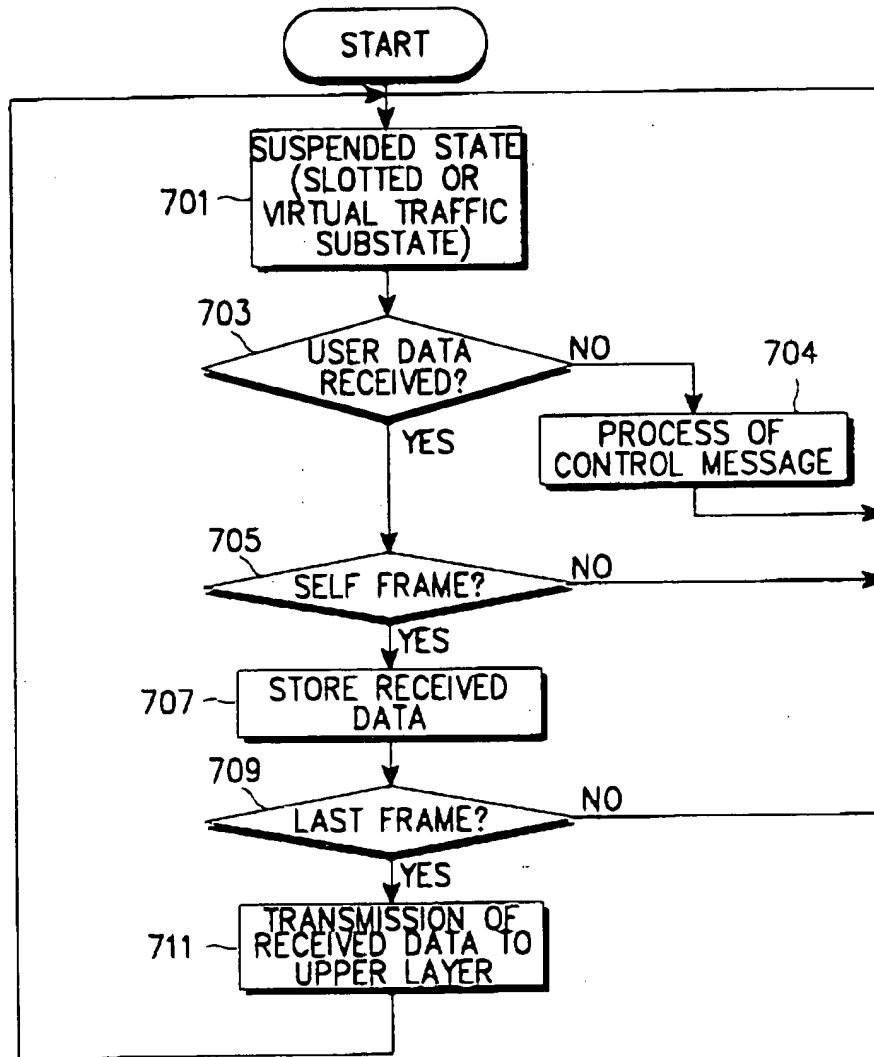 START
701
SUSPENDED STATE
(SLOTTED OR
VIRTUAL TRAFFIC
SUBSTATE)
703
USER DATA
RECEIVED?
NO
YES
704
PROCESS OF
CONTROL MESSAGE
705
SELF FRAME?
NO
YES
707
STORE RECEIVED
DATA
709
LAST FRAME?
NO
YES
711
TRANSMISSION OF
RECEIVED DATA TO
UPPER LAYER